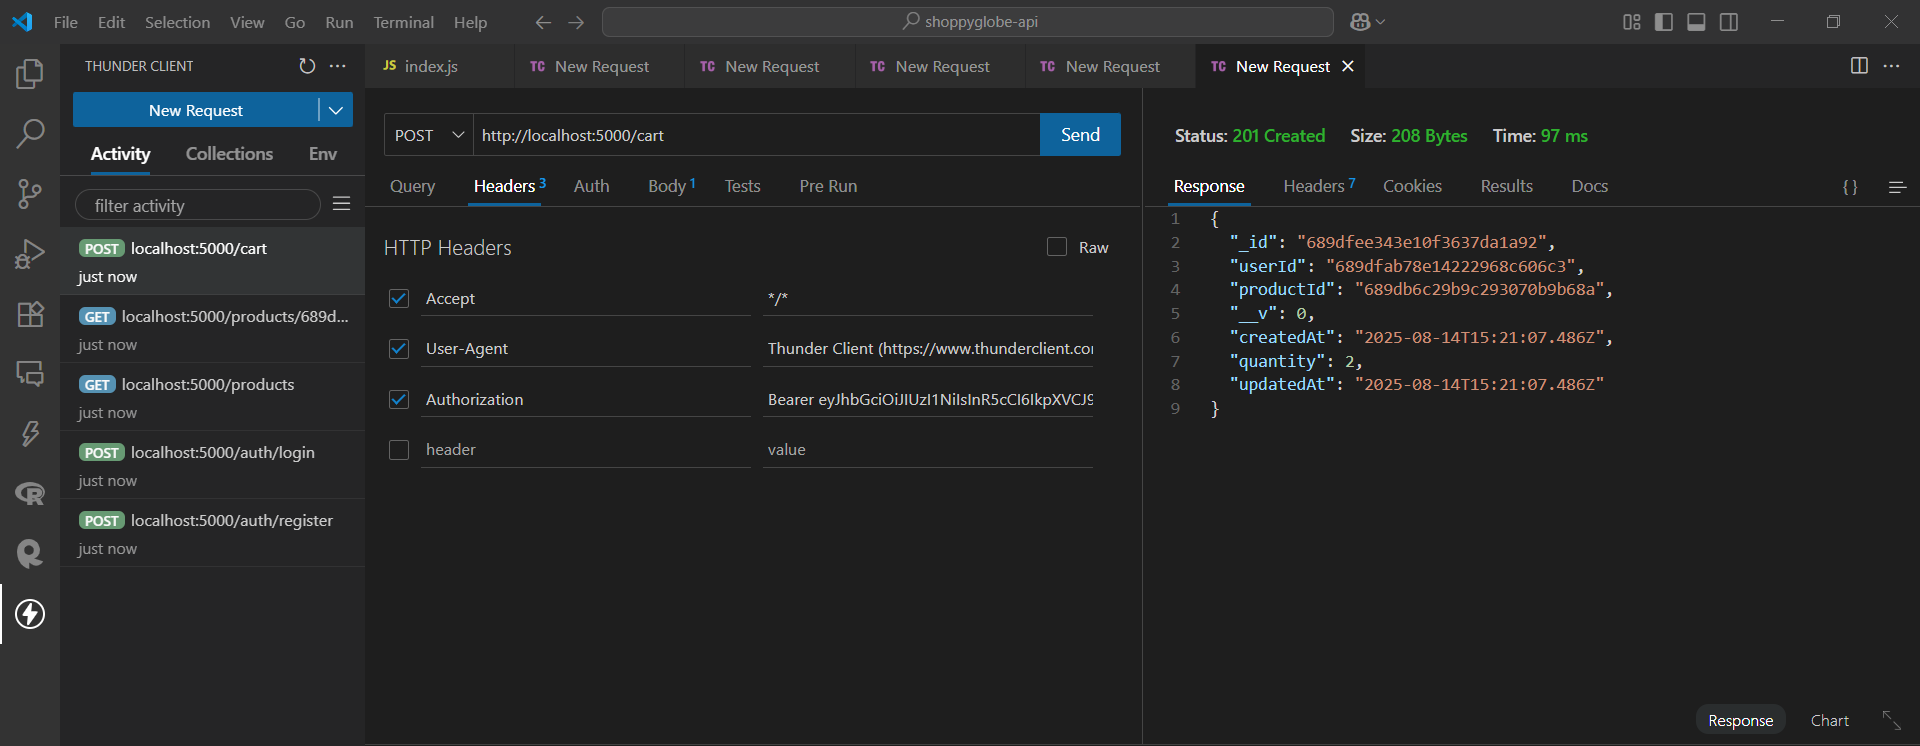 File Edit Selection View Go Run Terminal Help
shoppyglobe-api
THUNDER CLIENT
New Request
Activity Collections Env
filter activity
POST localhost:5000/cart
just now
GET localhost:5000/products/689d...
just now
GET localhost:5000/products
just now
POST localhost:5000/auth/login
just now
POST localhost:5000/auth/register
just now
JS index.js TC New Request TC New Request TC New Request TC New Request TC New Request
POST http://localhost:5000/cart Send
Query Headers 3 Auth Body 1 Tests Pre Run
HTTP Headers Raw
Accept */*
User-Agent Thunder Client (https://www.thunderclient.co
Authorization Bearer eyJhbGciOiJIUzI1NiIsInR5cCI6IkpXVCJ9
header value
Status: 201 Created Size: 208 Bytes Time: 97 ms
Response Headers 7 Cookies Results Docs {}
1 {
2 "_id": "689dfee343e10f3637da1a92",
3 "userId": "689dfab78e14222968c606c3",
4 "productId": "689db6c29b9c293070b9b68a",
5 "__v": 0,
6 "createdAt": "2025-08-14T15:21:07.486Z",
7 "quantity": 2,
8 "updatedAt": "2025-08-14T15:21:07.486Z"
9 }
Response Chart